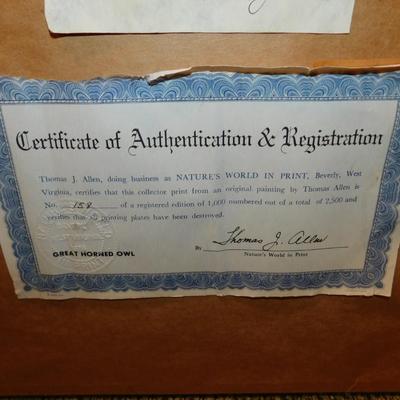 Certificate of Authentication & Registration
Thomas J. Allen, doing business as NATURE'S WORLD IN PRINT, Beverly, West
Virginia, certifies that this collector print from an original painting by Thomas Allen is
No. 158 of a registered edition of 1,000 numbered out of a total of 2,500 and
verifies that all printing plates have been destroyed.
By Thomas J. Allen
GREAT HORNED OWL
Nature's World in Print